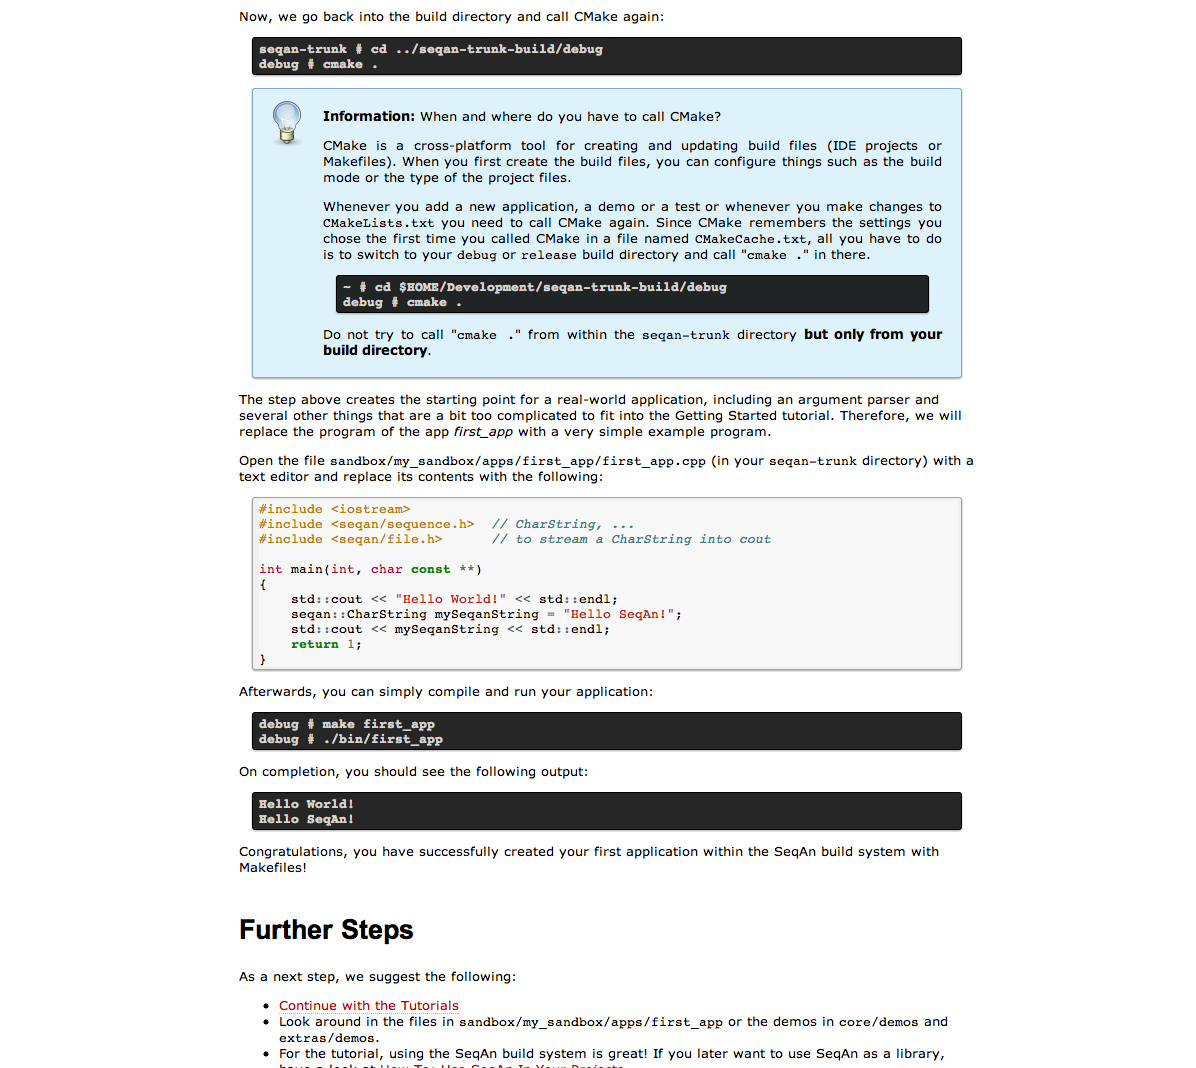 Now, we go back into the build directory and call CMake again:
seqan-trunk # cd ../seqan-trunk-build/debug
debug # cmake .
Information: When and where do you have to call CMake?
CMake is a cross-platform tool for creating and updating build files (IDE projects or
Makefiles). When you first create the build files, you can configure things such as the build
mode or the type of the project files.
Whenever you add a new application, a demo or a test or whenever you make changes to
CMakeLists.txt you need to call CMake again. Since CMake remembers the settings you
chose the first time you called CMake in a file named CMakeCache.txt, all you have to do
is to switch to your debug or release build directory and call "cmake ." in there.
~ # cd $HOME/Development/seqan-trunk-build/debug
debug # cmake .
Do not try to call "cmake ." from within the seqan-trunk directory but only from your
build directory.
The step above creates the starting point for a real-world application, including an argument parser and
several other things that are a bit too complicated to fit into the Getting Started tutorial. Therefore, we will
replace the program of the app first_app with a very simple example program.
Open the file sandbox/my_sandbox/apps/first_app/first_app.cpp (in your seqan-trunk directory) with a
text editor and replace its contents with the following:
#include <iostream>
#include <seqan/sequence.h>  // CharString, ...
#include <seqan/file.h>      // to stream a CharString into cout
int main(int, char const **)
{
    std::cout << "Hello World!" << std::endl;
    seqan::CharString mySeqanString = "Hello SeqAn!";
    std::cout << mySeqanString << std::endl;
    return 1;
}
Afterwards, you can simply compile and run your application:
debug # make first_app
debug # ./bin/first_app
On completion, you should see the following output:
Hello World!
Hello SeqAn!
Congratulations, you have successfully created your first application within the SeqAn build system with
Makefiles!
Further Steps
As a next step, we suggest the following:
• Continue with the Tutorials
• Look around in the files in sandbox/my_sandbox/apps/first_app or the demos in core/demos and
extras/demos.
• For the tutorial, using the SeqAn build system is great! If you later want to use SeqAn as a library,
have a look at How To: Use SeqAn In Your Projects.